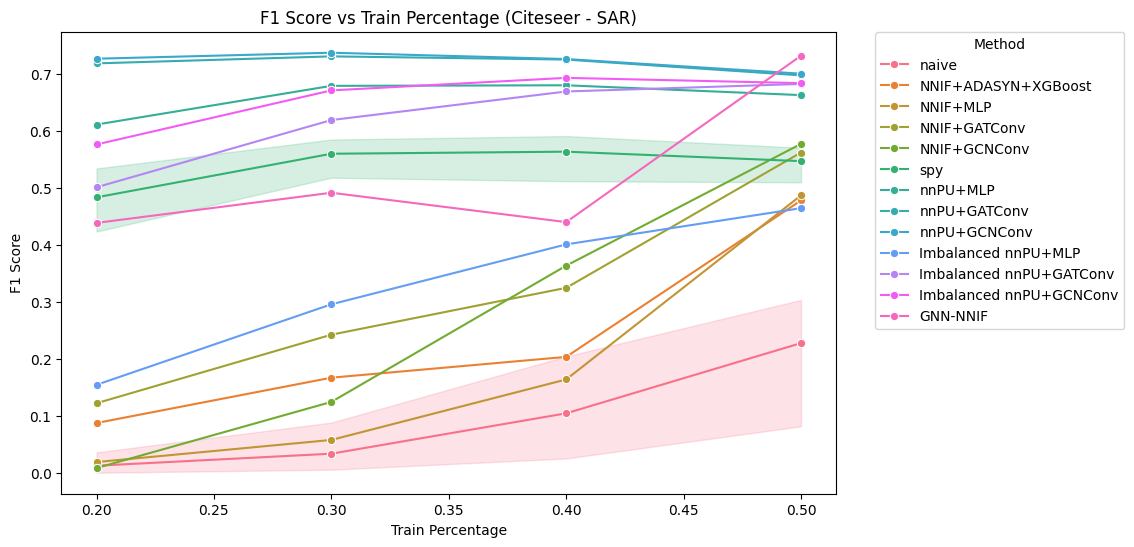 F1 Score vs Train Percentage (Citeseer - SAR)
F1 Score
0.7
0.6
0.5
0.4
0.3
0.2
0.1
0.0
0.20
0.25
0.30
0.35
0.40
0.45
0.50
Train Percentage
Method
naive
NNIF+ADASYN+XGBoost
NNIF+MLP
NNIF+GATConv
NNIF+GCNConv
spy
nnPU+MLP
nnPU+GATConv
nnPU+GCNConv
Imbalanced nnPU+MLP
Imbalanced nnPU+GATConv
Imbalanced nnPU+GCNConv
GNN-NNIF